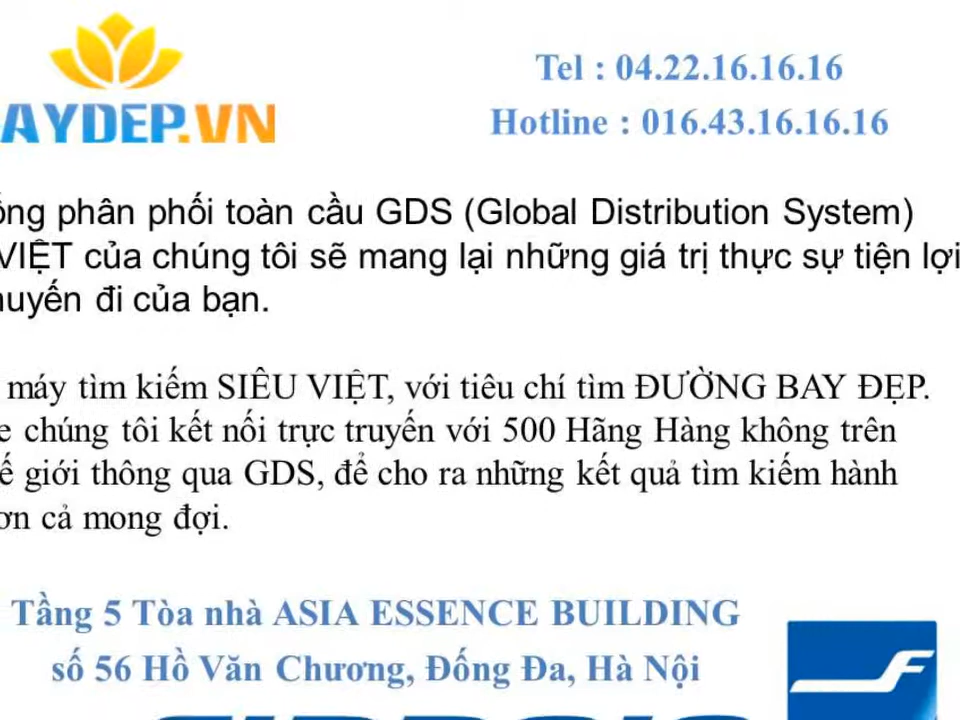 AYDEP.VN
Tel : 04.22.16.16.16
Hotline : 016.43.16.16.16
ống phân phối toàn cầu GDS (Global Distribution System)
VIỆT của chúng tôi sẽ mang lại những giá trị thực sự tiện lợi
huyến đi của bạn.
máy tìm kiếm SIÊU VIỆT, với tiêu chí tìm ĐƯỜNG BAY ĐẸP.
e chúng tôi kết nối trực truyến với 500 Hãng Hàng không trên
ế giới thông qua GDS, để cho ra những kết quả tìm kiếm hành
ơn cả mong đợi.
Tầng 5 Tòa nhà ASIA ESSENCE BUILDING
số 56 Hồ Văn Chương, Đống Đa, Hà Nội